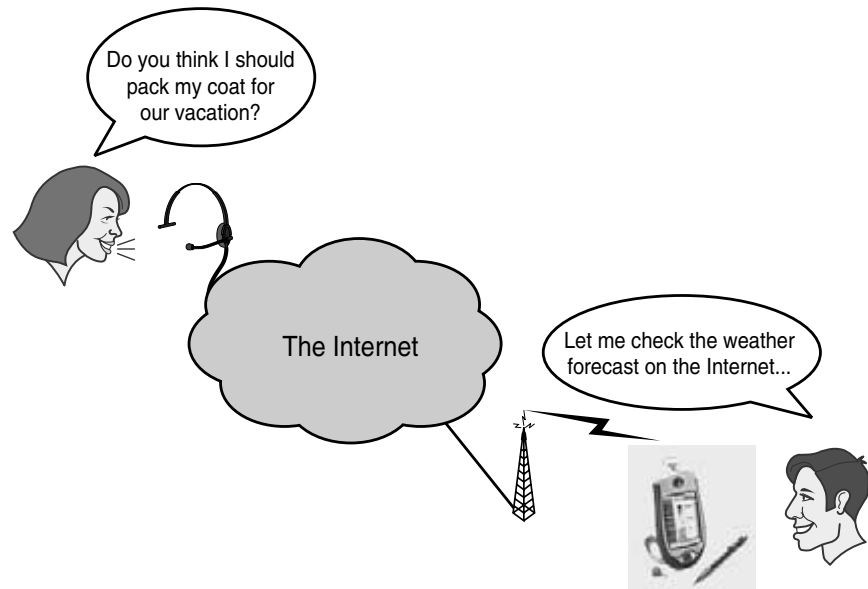 Do you think I should
pack my coat for
our vacation?
The Internet
Let me check the weather
forecast on the Internet...